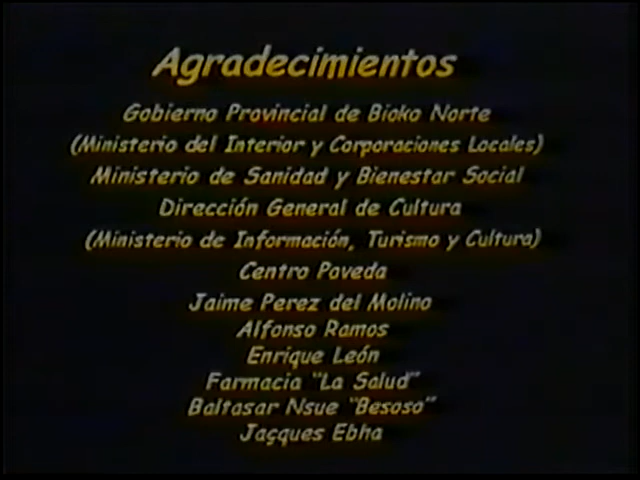 Agradecimientos
Gobierno Provincial de Bioko Norte
(Ministerio del Interior y Corporaciones Locales)
Ministerio de Sanidad y Bienestar Social
Dirección General de Cultura
(Ministerio de Información, Turismo y Cultura)
Centro Poveda
Jaime Perez del Molino
Alfonso Ramos
Enrique León
Farmacia "La Salud"
Baltasar Nsue "Besoso"
Jaçques Ebha